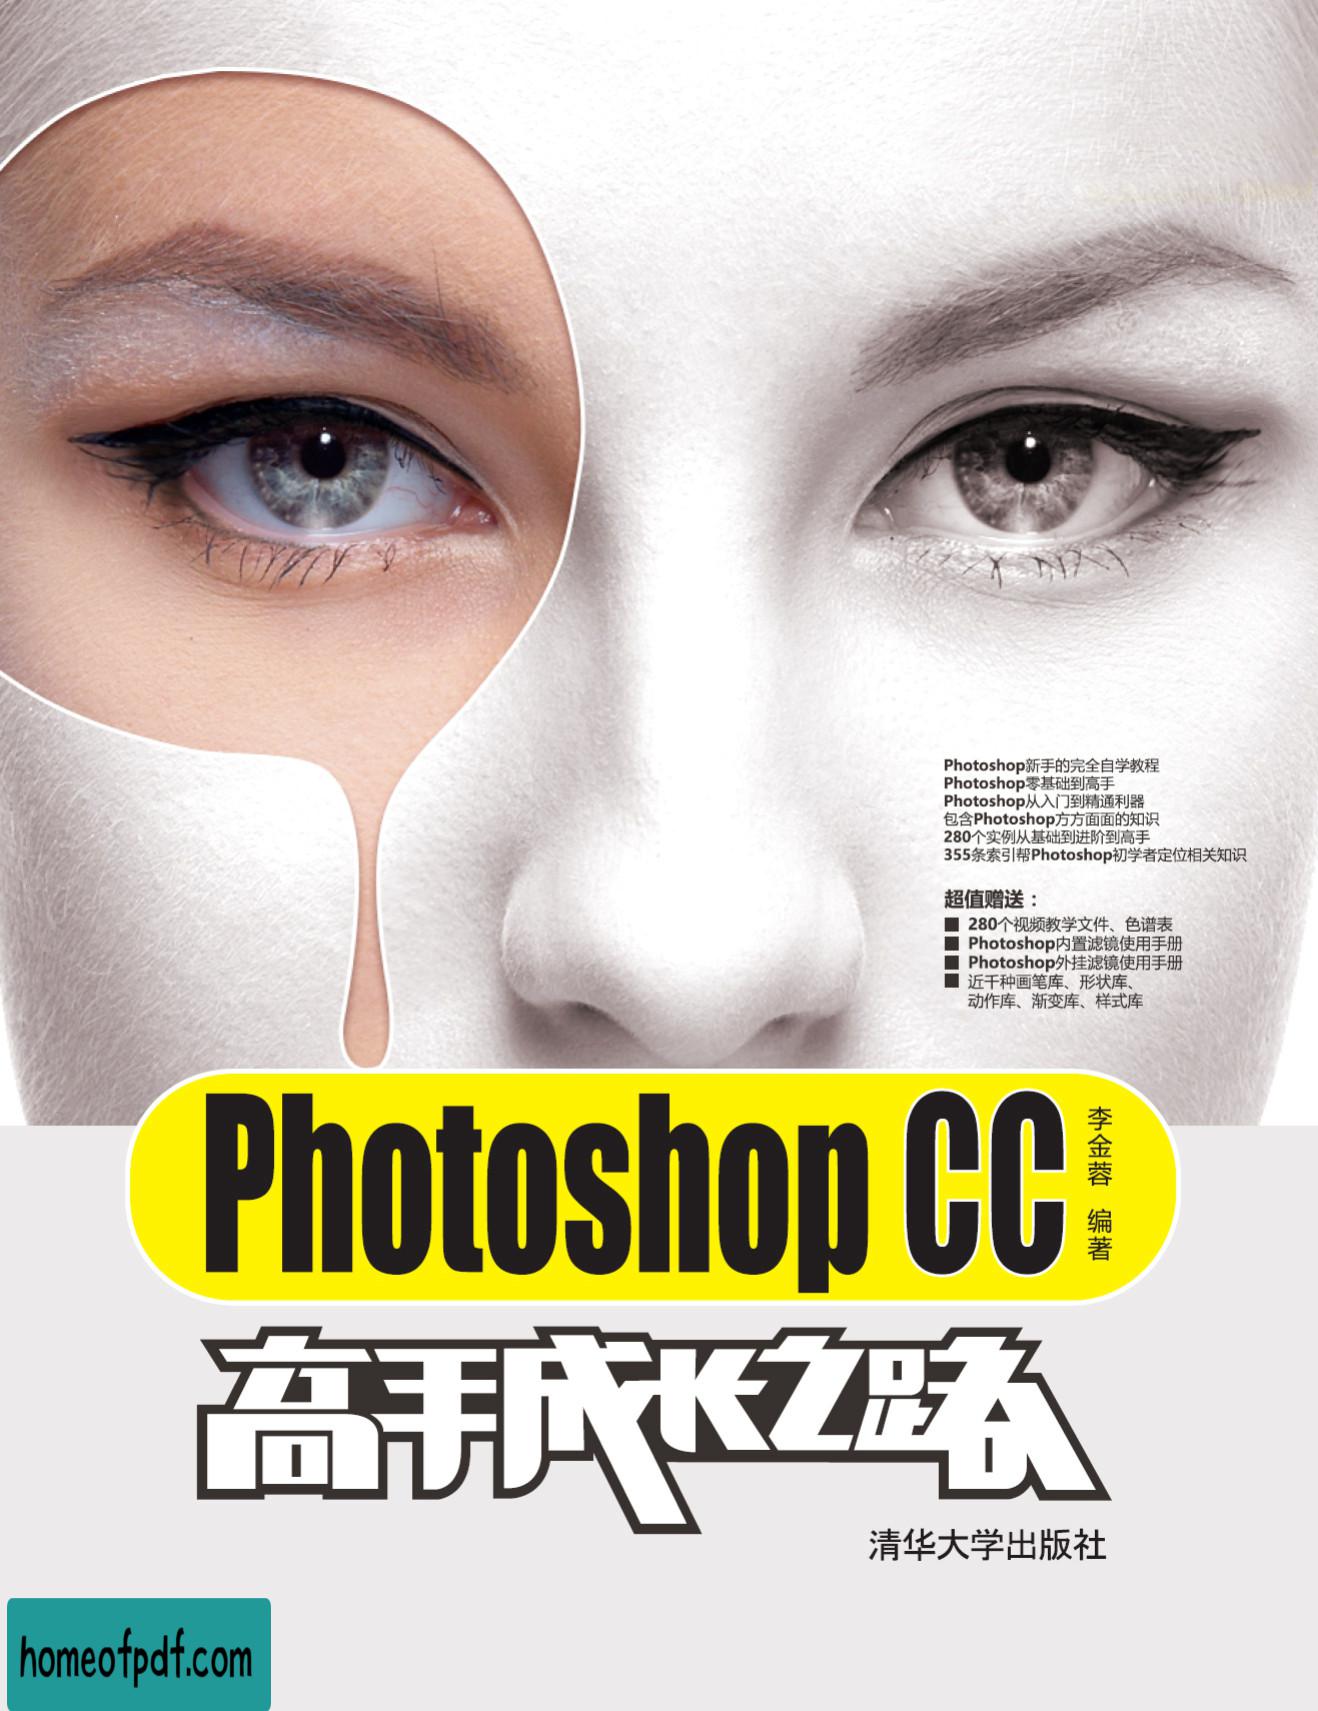 Photoshop新手的完全自学教程
Photoshop零基础到高手
Photoshop从入门到精通利器
包含Photoshop方方面面的知识
280个实例从基础到进阶到高手
355条索引帮Photoshop初学者定位相关知识
超值赠送：
■ 280个视频教学文件、色谱表
■ Photoshop内置滤镜使用手册
■ Photoshop外挂滤镜使用手册
■ 近千种画笔库、形状库、
动作库、渐变库、样式库
Photoshop CC
李金蓉 编著
高手成长之路
清华大学出版社
homeofpdf.com